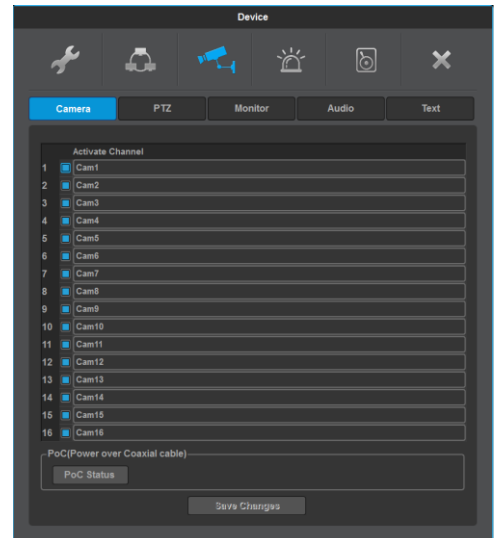 Device
Camera PTZ Monitor Audio Text
Activate Channel
1 Cam1
2 Cam2
3 Cam3
4 Cam4
5 Cam5
6 Cam6
7 Cam7
8 Cam8
9 Cam9
10 Cam10
11 Cam11
12 Cam12
13 Cam13
14 Cam14
15 Cam15
16 Cam16
PoC(Power over Coaxial cable)
PoC Status
Save Changes